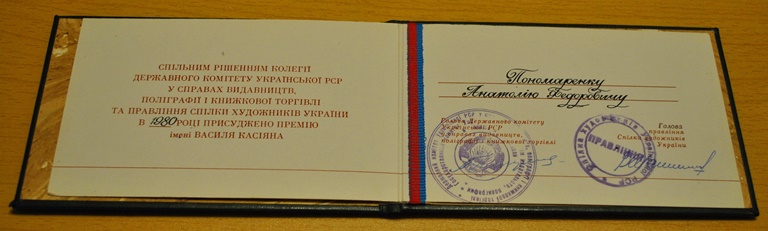 СПІЛЬНИМ РІШЕННЯМ КОЛЕГІЇ
ДЕРЖАВНОГО КОМІТЕТУ УКРАЇНСЬКОЇ РСР
У СПРАВАХ ВИДАВНИЦТВ,
ПОЛІГРАФІЇ І КНИЖКОВОЇ ТОРГІВЛІ
ТА ПРАВЛІННЯ СПІЛКИ ХУДОЖНИКІВ УКРАЇНИ
В 1980 РОЦІ ПРИСУДЖЕНО ПРЕМІЮ
імені ВАСИЛЯ КАСІЯНА
Пономаренку
Анатолію Федоровичу
Голова Державного комітету
Української РСР
у справах видавництв,
поліграфії і книжкової торгівлі
Голова
правління
Спілки художників
України
ПРАВЛІННЯ